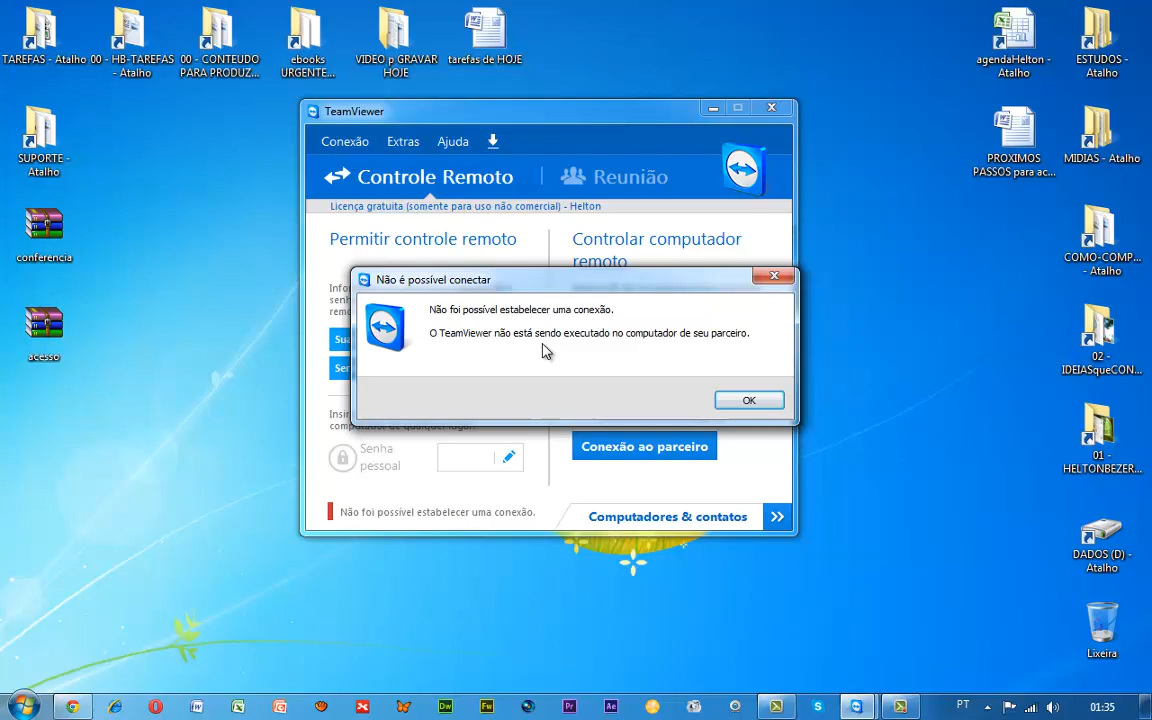 TAREFAS - Atalho
00 - HB-TAREFAS
- Atalho
00 - CONTEUDO
PARA PRODUZ...
ebooks
URGENTE...
VIDEO p GRAVAR
HOJE
tarefas de HOJE
agendaHelton -
Atalho
ESTUDOS -
Atalho
SUPORTE -
Atalho
PROXIMOS
PASSOS para ac...
MIDIAS - Atalho
conferencia
COMO-COMP...
- Atalho
acesso
02 -
IDEIASqueCON...
01 -
HELTONBEZER...
DADOS (D) -
Atalho
Lixeira
TeamViewer
Conexão
Extras
Ajuda
Controle Remoto
Reunião
Licença gratuita (somente para uso não comercial) - Helton
Permitir controle remoto
Controlar computador
remoto
Não é possível conectar
Não foi possível estabelecer uma conexão.
O TeamViewer não está sendo executado no computador de seu parceiro.
OK
Senha
pessoal
Conexão ao parceiro
Não foi possível estabelecer uma conexão.
Computadores & contatos
Dw
Fw
Pr
Ae
PT
01:35